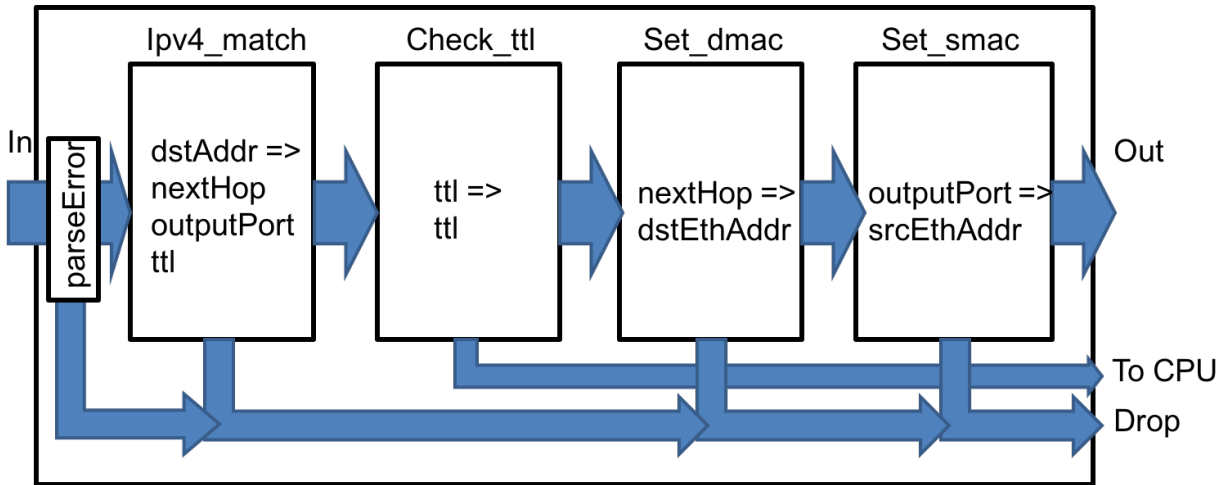 Ipv4_match
Check_ttl
Set_dmac
Set_smac
In
parseError
dstAddr =>
nextHop
outputPort
ttl
ttl =>
ttl
nextHop =>
dstEthAddr
outputPort =>
srcEthAddr
Out
To CPU
Drop